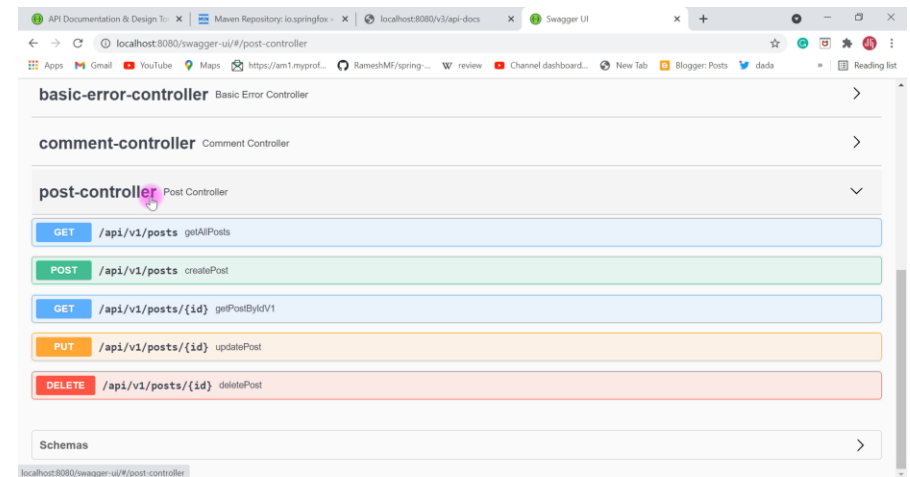 API Documentation & Design To
Maven Repository: io.springfox
localhost:8080/v3/api-docs
Swagger UI
localhost:8080/swagger-ui/#/post-controller
Apps
Gmail
YouTube
Maps
https://am1.myprof...
RameshMF/spring-...
review
Channel dashboard...
New Tab
Blogger: Posts
dada
»
Reading list
basic-error-controller Basic Error Controller
comment-controller Comment Controller
post-controller Post Controller
GET /api/v1/posts getAllPosts
POST /api/v1/posts createPost
GET /api/v1/posts/{id} getPostByIdV1
PUT /api/v1/posts/{id} updatePost
DELETE /api/v1/posts/{id} deletePost
Schemas
localhost:8080/swagger-ui/#/post-controller